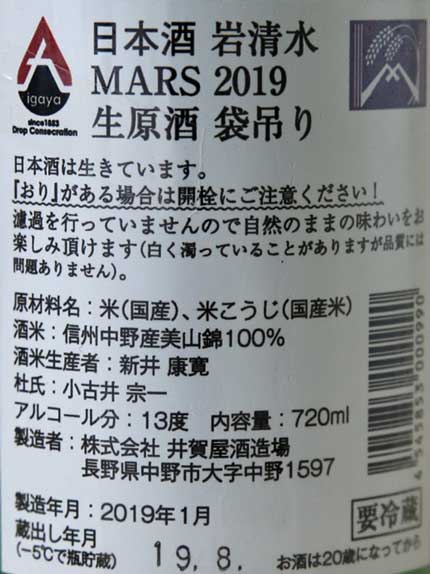 igaya
since1883
Drop Consecration
日本酒 岩清水
MARS 2019
生原酒 袋吊り
日本酒は生きています。
『おり』がある場合は開栓にご注意ください！
濾過を行っていませんので自然のままの味わいをお
楽しみ頂けます（白く濁っていることがありますが品質には
問題ありません）。
原材料名：米（国産）、米こうじ（国産米）
酒米：信州中野産美山錦100%
酒米生産者：新井 康寛
杜氏：小古井 宗一
アルコール分：13度 内容量：720ml
製造者：株式会社 井賀屋酒造場
長野県中野市大字中野1597
4 545853 000990
製造年月：2019年1月
蔵出し年月
（−5℃で瓶貯蔵）
19.8.
要冷蔵
お酒は20歳になってから